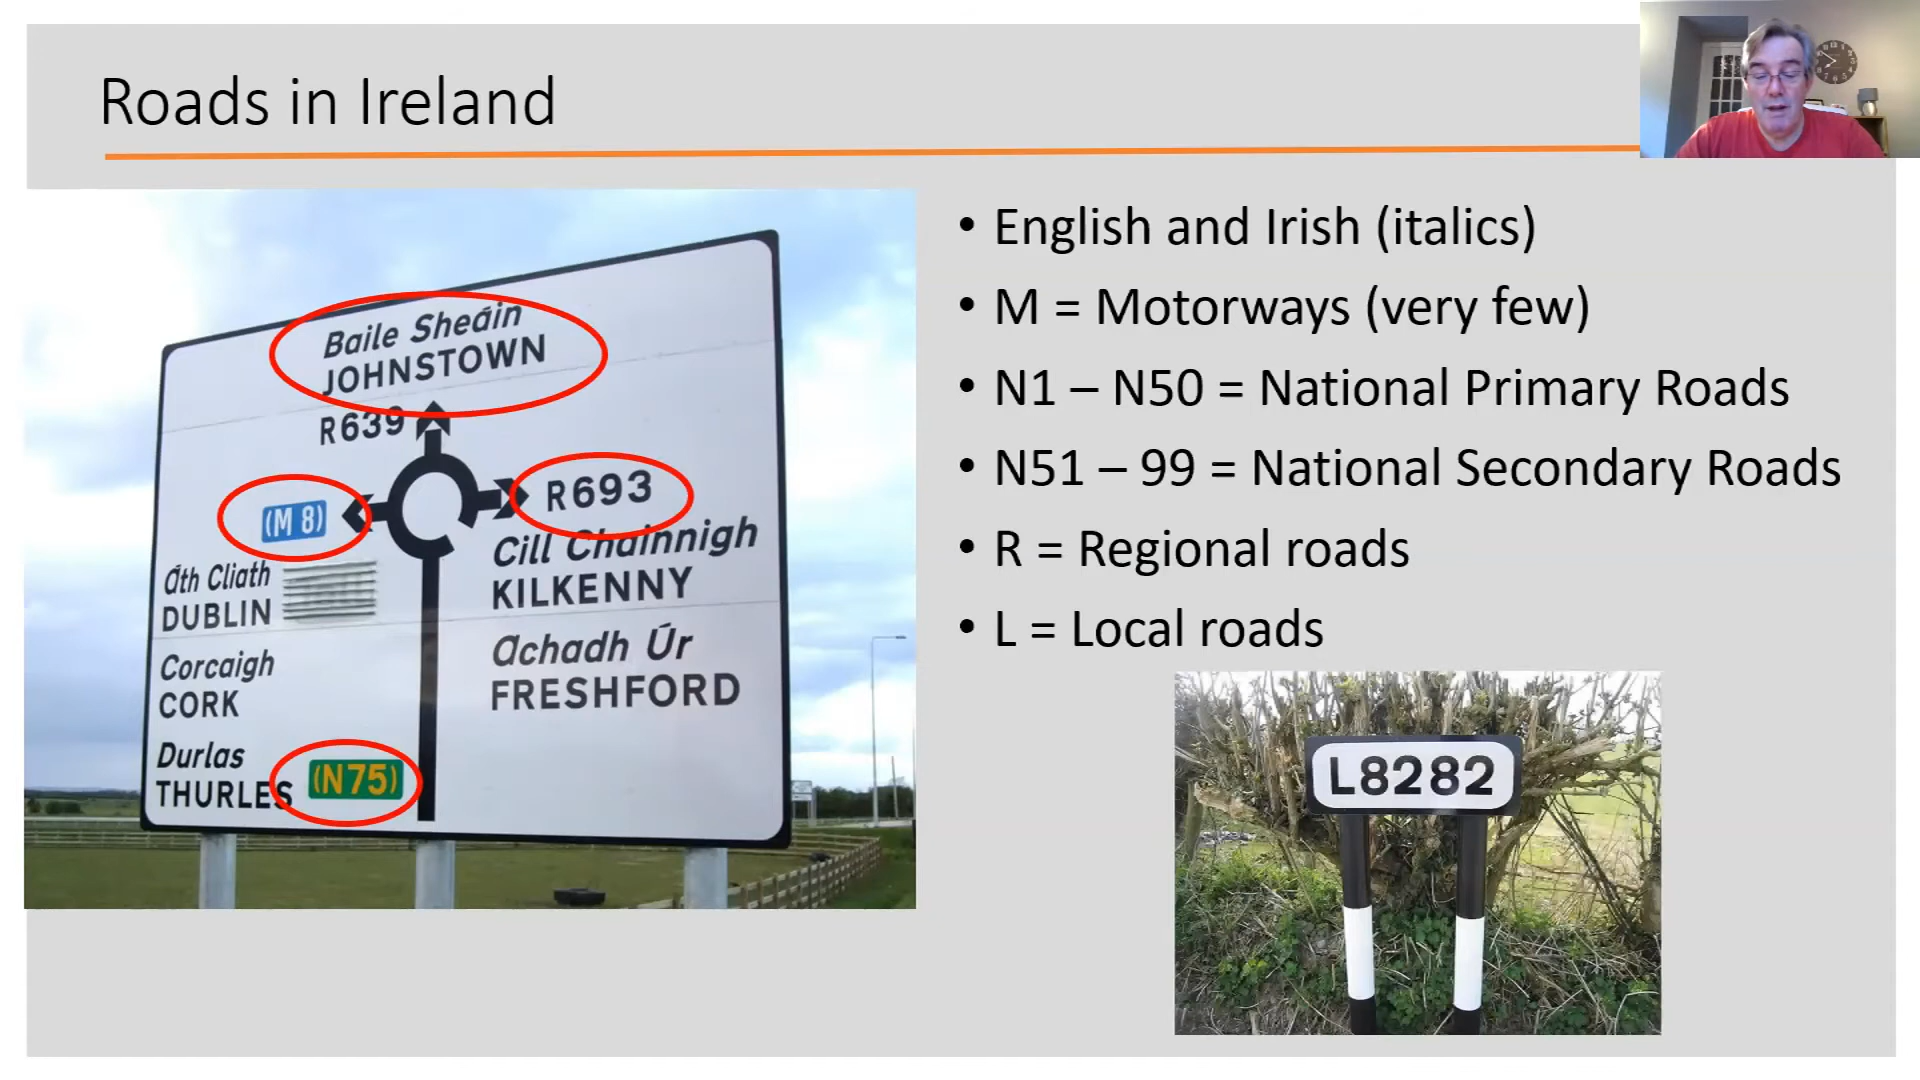 Roads in Ireland
Baile Sheáin
JOHNSTOWN
R639
(M 8)
R693
Áth Cliath
DUBLIN
Cill Chainnigh
KILKENNY
Corcaigh
CORK
Achadh Úr
FRESHFORD
Durlas
THURLES (N75)
• English and Irish (italics)
• M = Motorways (very few)
• N1 – N50 = National Primary Roads
• N51 – 99 = National Secondary Roads
• R = Regional roads
• L = Local roads
L8282